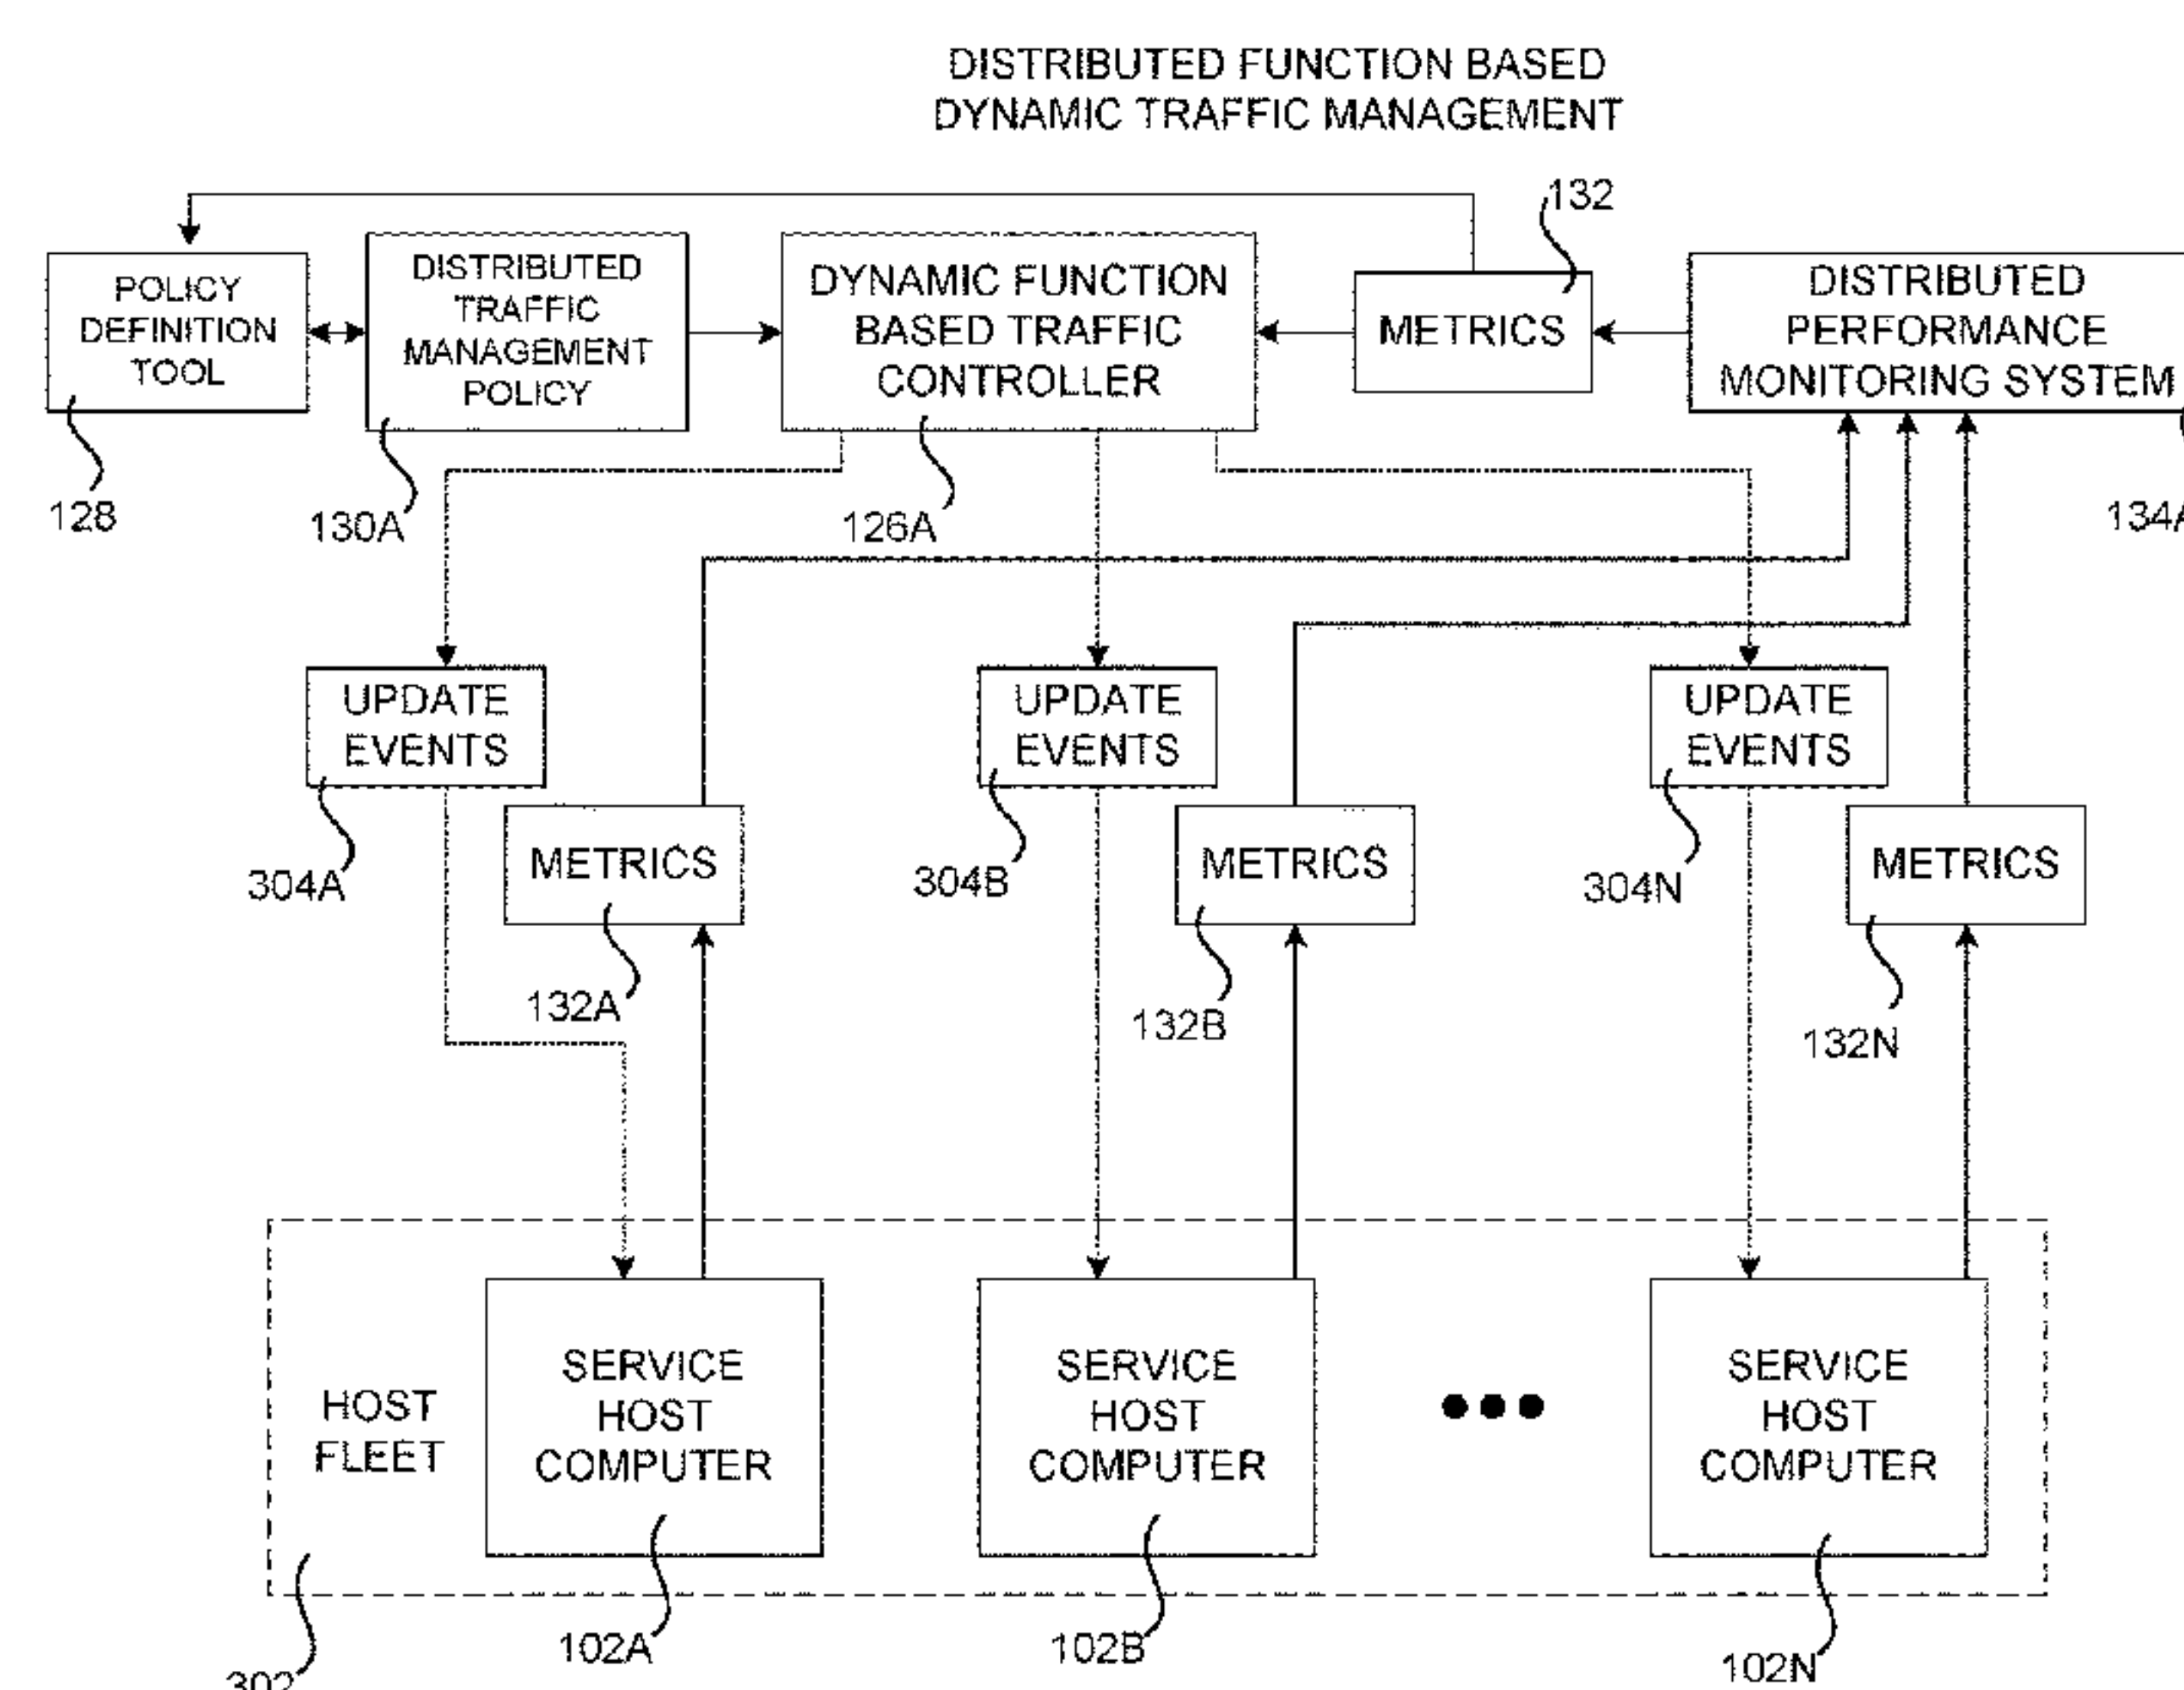 DISTRIBUTED FUNCTION BASED
DYNAMIC TRAFFIC MANAGEMENT
132
POLICY
DEFINITION
TOOL
DISTRIBUTED
TRAFFIC
MANAGEMENT
POLICY
DYNAMIC FUNCTION
BASED TRAFFIC
CONTROLLER
METRICS
DISTRIBUTED
PERFORMANCE
MONITORING SYSTEM
128
130A
126A
134A
UPDATE
EVENTS
UPDATE
EVENTS
UPDATE
EVENTS
METRICS
METRICS
METRICS
304A
304B
304N
132A
132B
132N
HOST
FLEET
SERVICE
HOST
COMPUTER
SERVICE
HOST
COMPUTER
SERVICE
HOST
COMPUTER
302
102A
102B
102N